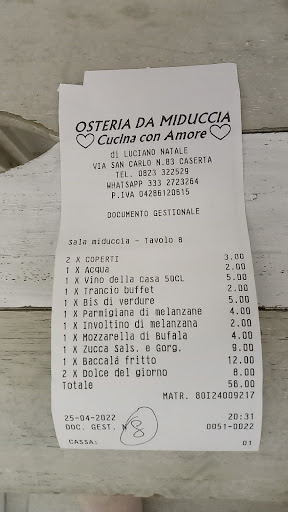 OSTERIA DA MIDUCCIA
Cucina con Amore
di LUCIANO NATALE
VIA SAN CARLO N.83 CASERTA
TEL. 0823 322529
WHATSAPP 333 2723264
P.IVA 04286120615
DOCUMENTO GESTIONALE
Sala miduccia - Tavolo 8
2 X COPERTI 3.00
1 X Acqua 2.00
1 X Vino della Casa 50CL 5.00
1 X Trancio buffet 2.00
1 X Bis di verdure 5.00
1 X Parmigiana di melanzane 4.00
1 X Involtino di melanzana 2.00
1 X Mozzarella di Bufala 4.00
1 X Zucca Sals. e Gorg. 9.00
1 X Baccalà fritto 12.00
2 X Dolce del giorno 8.00
Totale 56.00
MATR. 80I24009217
25-04-2022 20:31
DOC. GEST. N 8 0051-0022
CASSA: 01